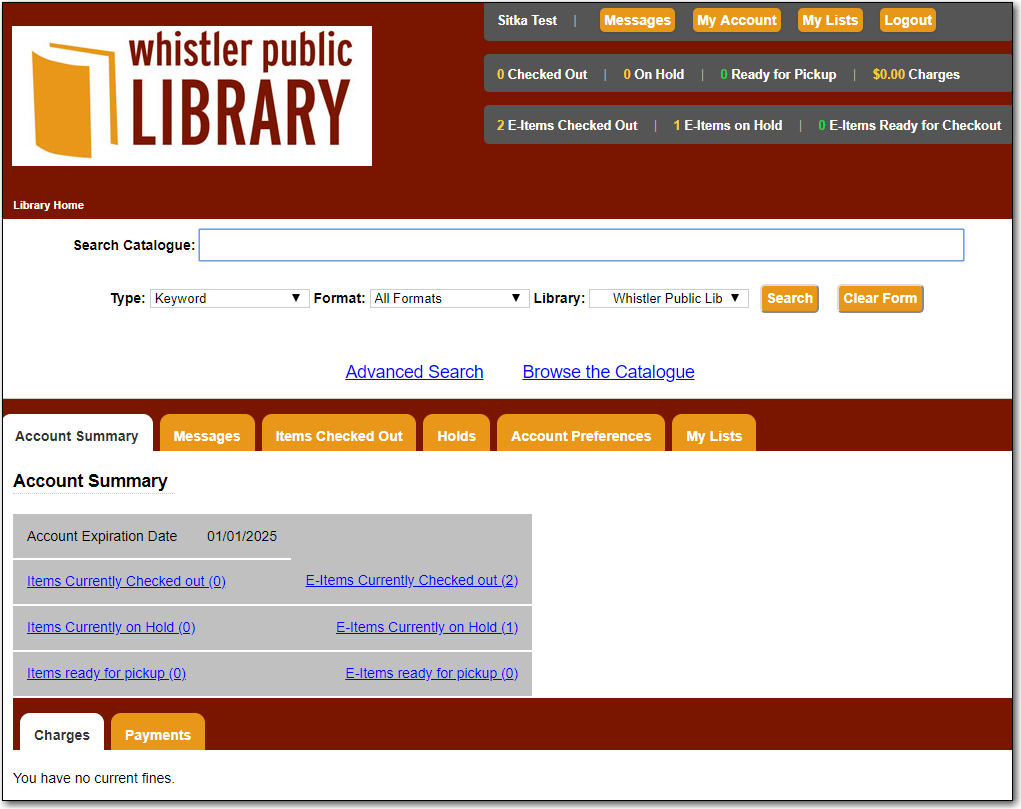 whistler public
LIBRARY
Sitka Test | Messages My Account My Lists Logout
0 Checked Out | 0 On Hold | 0 Ready for Pickup | $0.00 Charges
2 E-Items Checked Out | 1 E-Items on Hold | 0 E-Items Ready for Checkout
Library Home
Search Catalogue:
Type: Keyword Format: All Formats Library: Whistler Public Lib Search Clear Form
Advanced Search Browse the Catalogue
Account Summary Messages Items Checked Out Holds Account Preferences My Lists
Account Summary
Account Expiration Date 01/01/2025
Items Currently Checked out (0) E-Items Currently Checked out (2)
Items Currently on Hold (0) E-Items Currently on Hold (1)
Items ready for pickup (0) E-Items ready for pickup (0)
Charges Payments
You have no current fines.